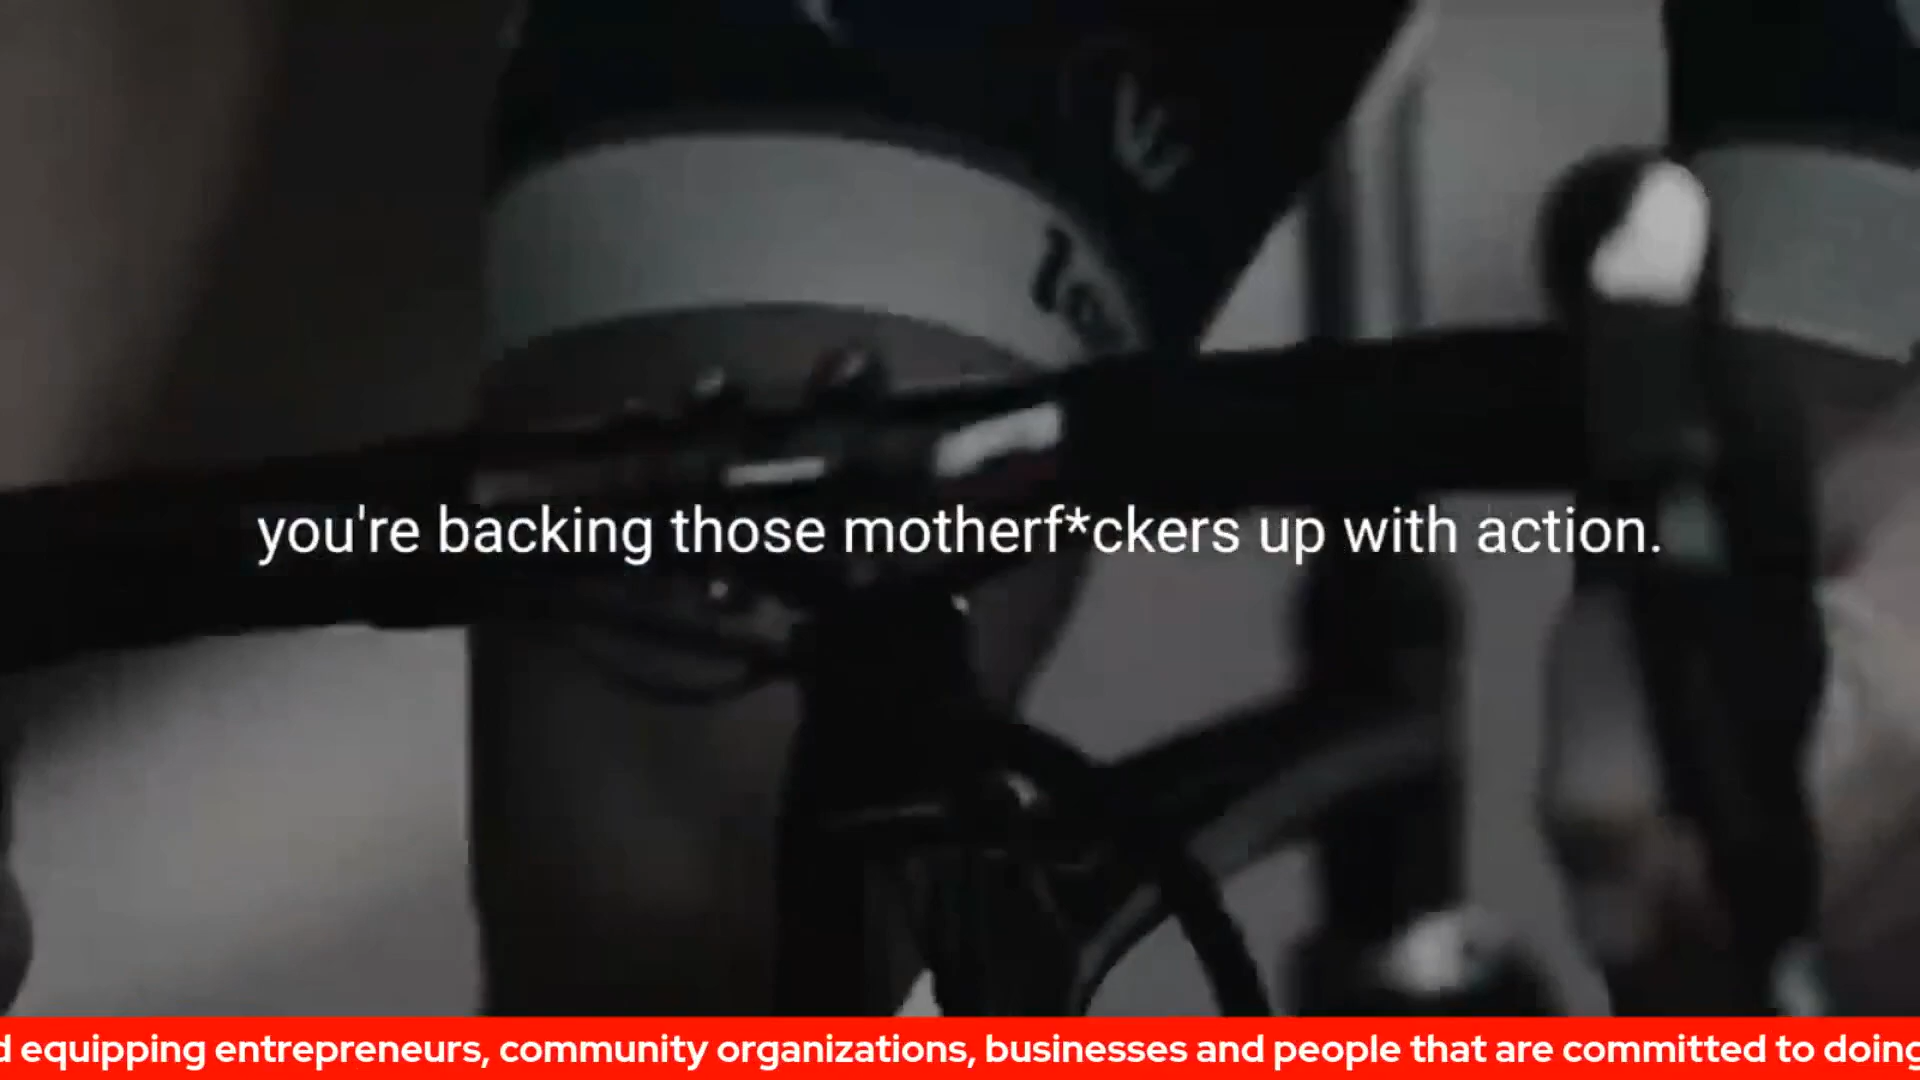 you're backing those motherf*ckers up with action.
equipping entrepreneurs, community organizations, businesses and people that are committed to doing